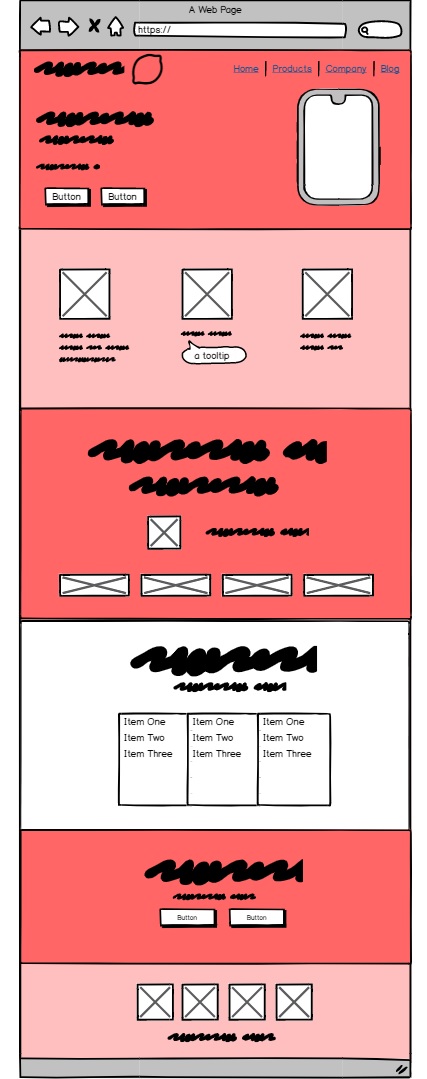 A Web Page
https://
Home Products Company Blog
Button Button
a tooltip
Item One Item One Item One
Item Two Item Two Item Two
Item Three Item Three Item Three
Button Button